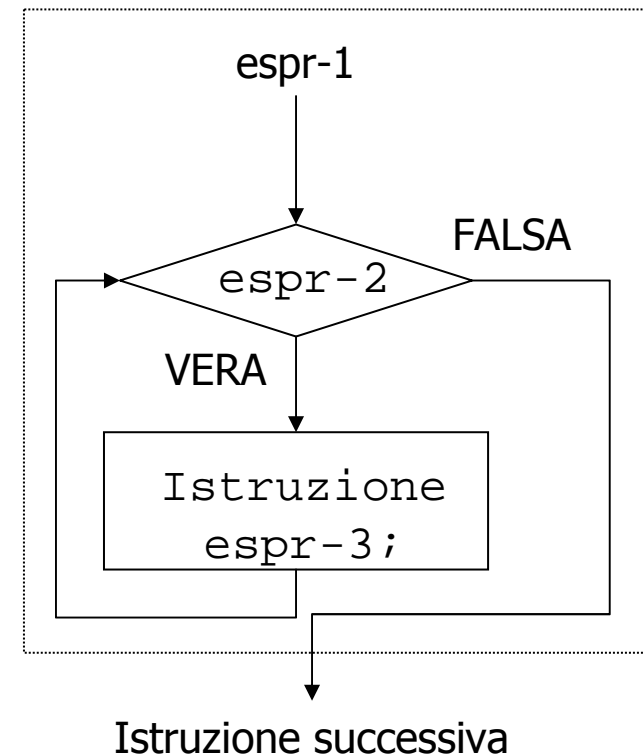 espr-1
FALSA
espr-2
VERA
Istruzione
espr-3;
Istruzione successiva